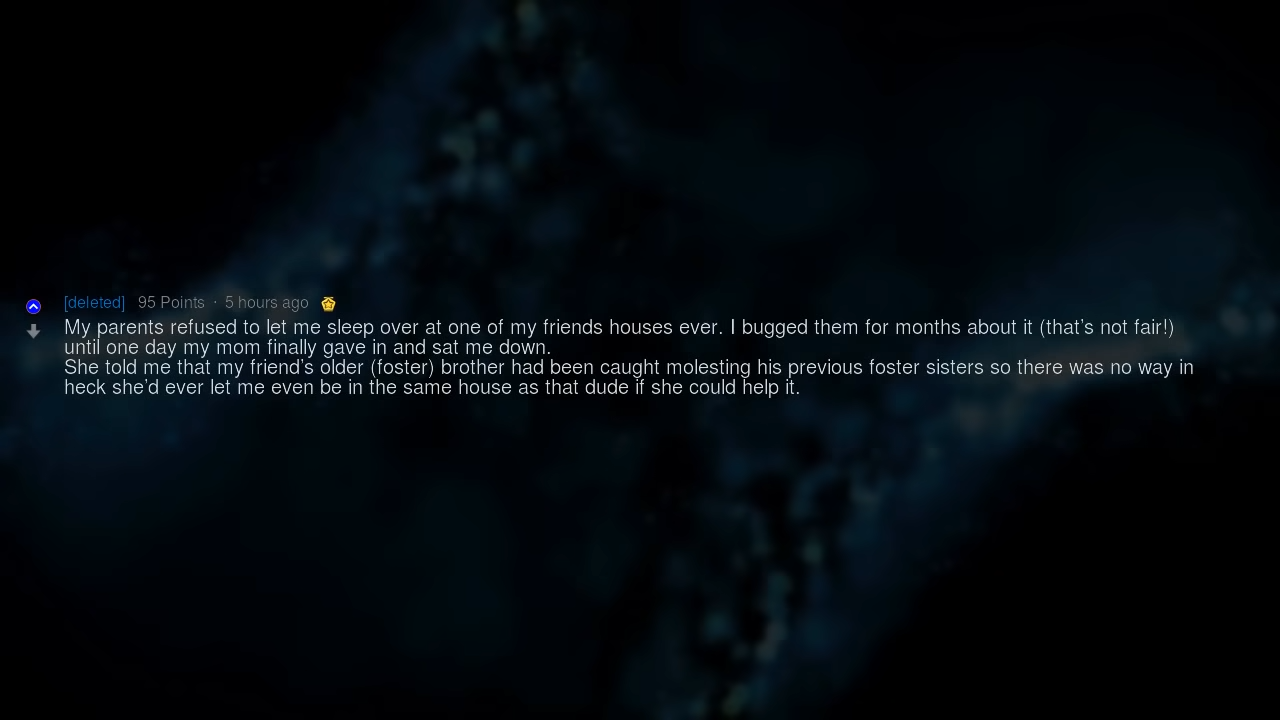 [deleted] 95 Points · 5 hours ago
My parents refused to let me sleep over at one of my friends houses ever. I bugged them for months about it (that's not fair!)
until one day my mom finally gave in and sat me down.
She told me that my friend's older (foster) brother had been caught molesting his previous foster sisters so there was no way in
heck she'd ever let me even be in the same house as that dude if she could help it.